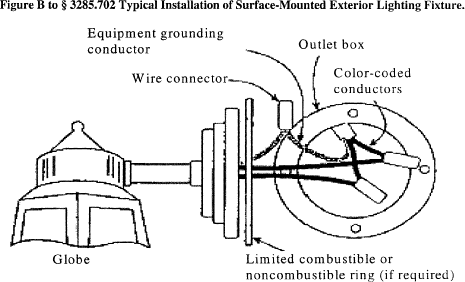 Figure B to § 3285.702 Typical Installation of Surface-Mounted Exterior Lighting Fixture.
Equipment grounding
conductor
Outlet box
Wire connector
Color-coded
conductors
Globe
Limited combustible or
noncombustible ring (if required)